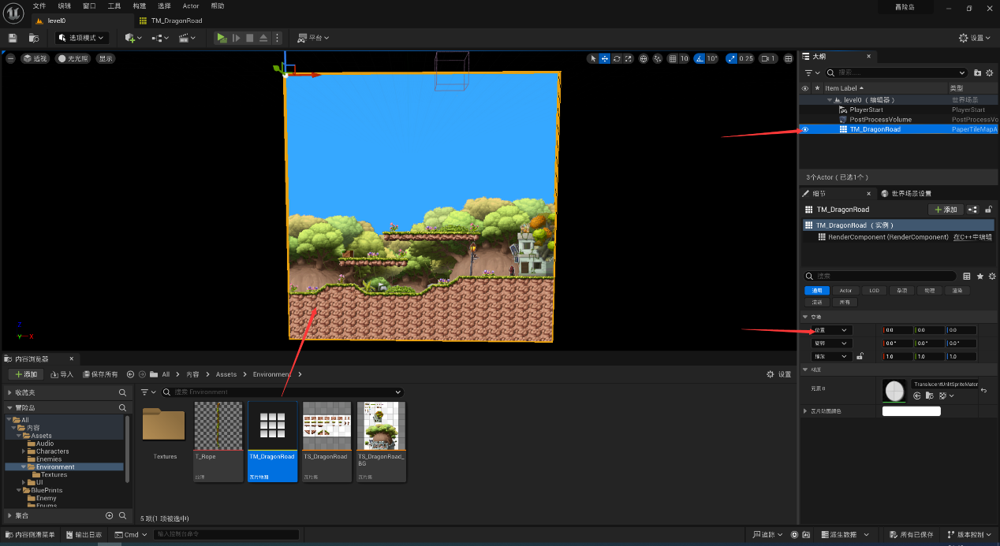 文件 编辑 窗口 工具 构建 选择 Actor 帮助
冒险岛
level0
TM_DragonRoad
选项模式
平台
设置
透视 无光照 显示
10 10° 0.25 1
大纲
搜索...
Item Label 类型
level0 （编辑器） 世界场景
PlayerStart PlayerStart
PostProcessVolume PostProcessVo
TM_DragonRoad PaperTileMapA
3个Actor（已选1个）
细节 世界场景设置
TM_DragonRoad 添加
TM_DragonRoad （实例）
RenderComponent (RenderComponent) 在C++中编辑
搜索
通用 Actor LOD 杂项 物理 渲染
流送 所有
变换
位置 0.0 0.0 0.0
旋转 0.0° 0.0° 0.0°
缩放 1.0 1.0 1.0
材质
元素 0 TranslucentUnlitSpriteMater
瓦片贴图颜色
Z
Y X
内容浏览器
添加 导入 保存所有 All 内容 Assets Environment 设置
收藏夹
搜索 Environment
冒险岛
All
内容
Assets
Audio
Characters
Enemies
Environment
Textures
UI
BluePrints
Enemy
Enums
集合
Textures
T_Rope
纹理
TM_DragonRoad
瓦片地图
TS_DragonRoad
瓦片集
TS_DragonRoad_
BG
瓦片集
5 项(1 项被选中)
内容侧滑菜单 输出日志 Cmd 输入控制台命令 追踪 派生数据 所有已保存 版本控制